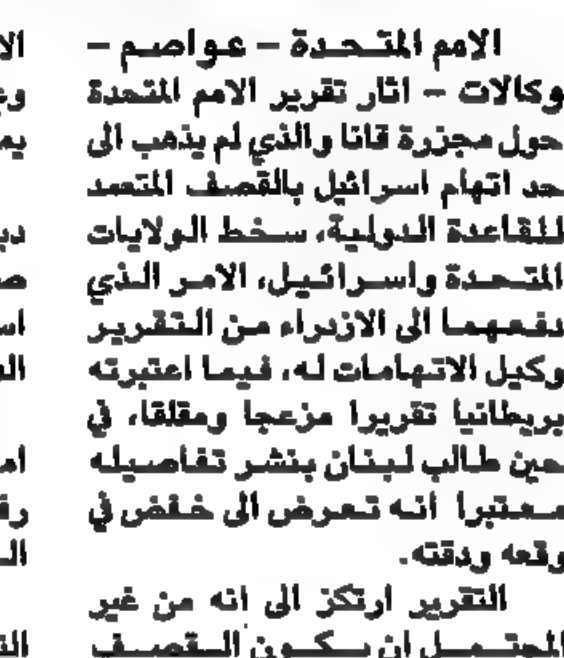 الامم المتحدة – عواصم –
وكالات – اثار تقرير الامم المتحدة
حول مجزرة قانا والذي لم يذهب الى
حد اتهام اسرائيل بالقصف المتعمد
للقاعدة الدولية، سخط الولايات
المتحدة واسرائيل، الامر الذي
دفعهما الى الازدراء من التقرير
وكيل الاتهامات له، فيما اعتبرته
بريطانيا تقريرا مزعجا ومقلقا، في
حين طالب لبنان بنشر تفاصيله
معتبرا انه تعرض الى خفض في
وقعه ودقته.
التقرير ارتكز الى انه من غير
المحتمل ان يكون القصف